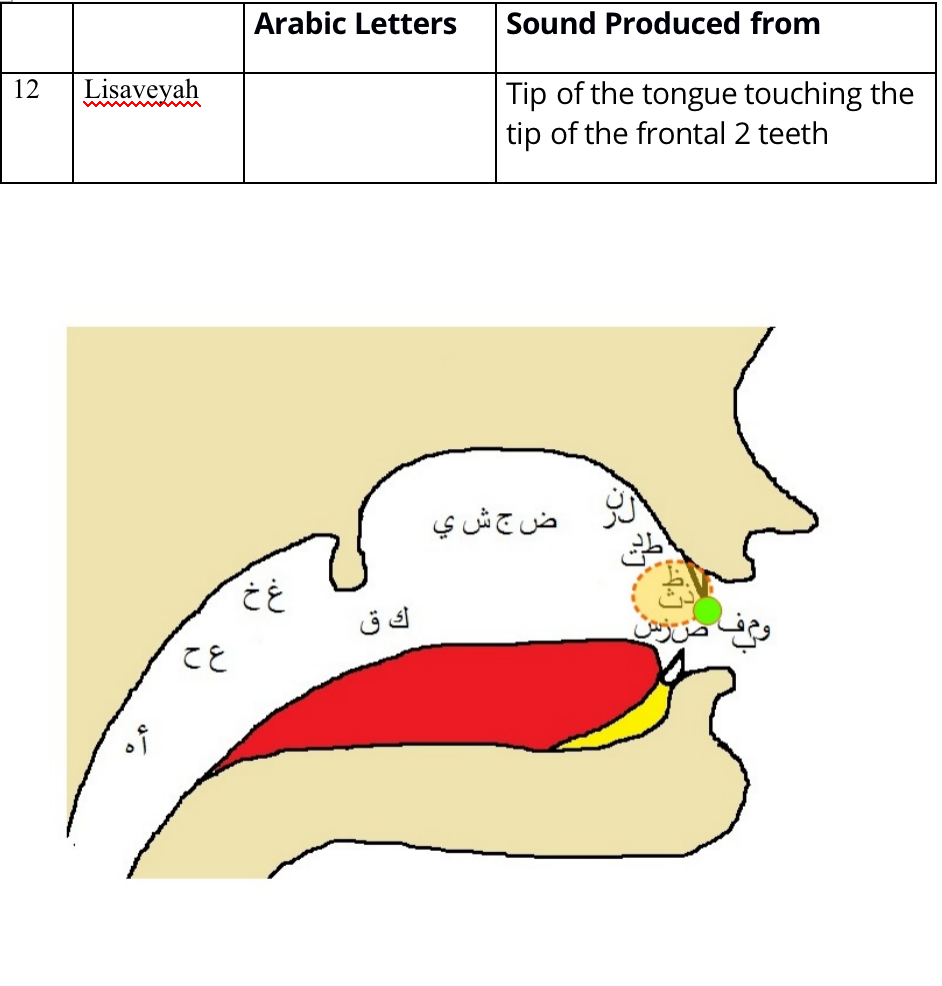 Arabic Letters
Sound Produced from
12
Lisaveyah
Tip of the tongue touching the
tip of the frontal 2 teeth
ن
ل ر
ض ج ش ي
ط د
ت
ظ
ذ ث
غ خ
ك ق
ص ز س
و م ف
ب
ع ح
أ ه